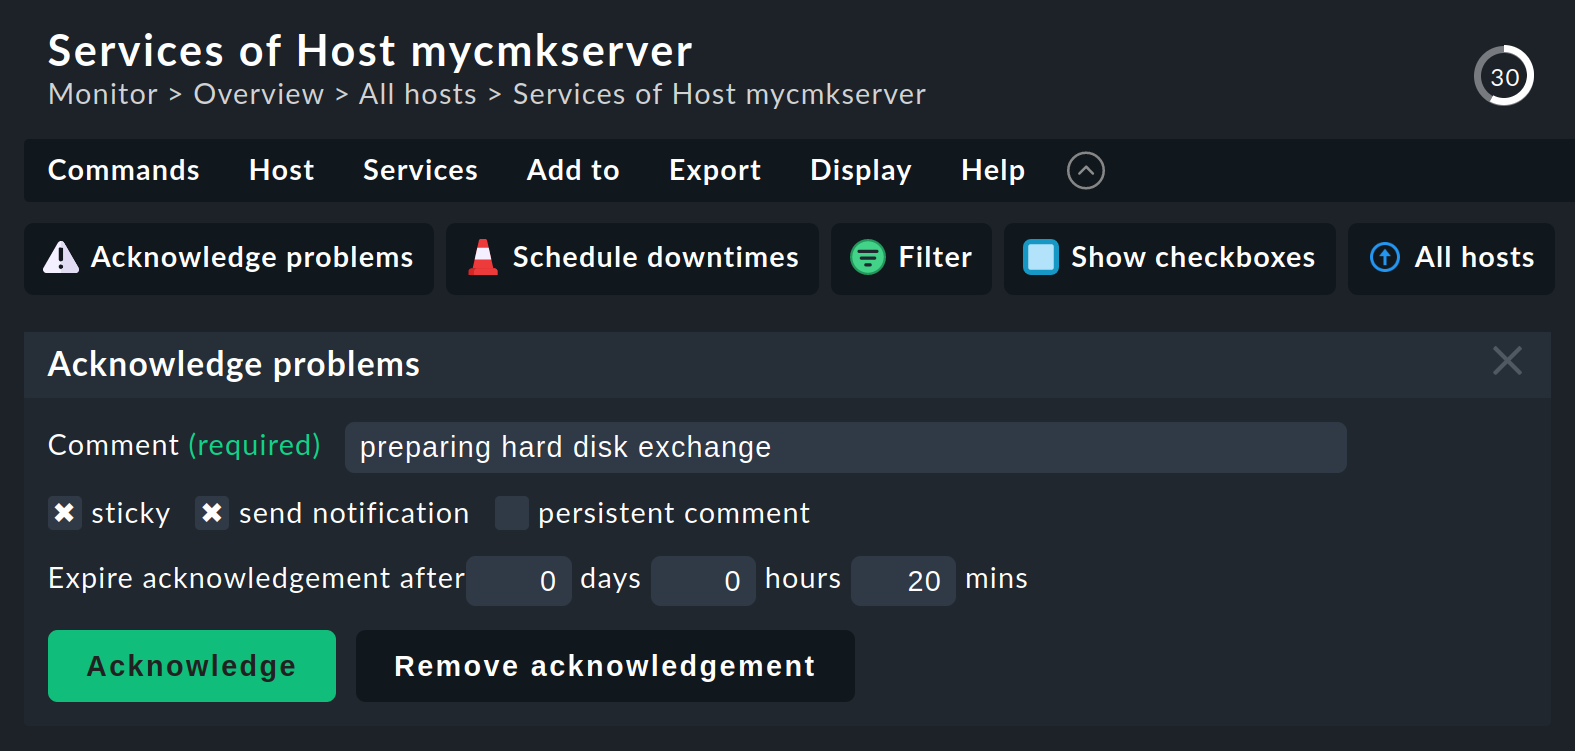 Services of Host mycmkserver
Monitor > Overview > All hosts > Services of Host mycmkserver
30
Commands Host Services Add to Export Display Help
Acknowledge problems Schedule downtimes Filter Show checkboxes All hosts
Acknowledge problems
Comment (required) preparing hard disk exchange
sticky send notification persistent comment
Expire acknowledgement after 0 days 0 hours 20 mins
Acknowledge Remove acknowledgement